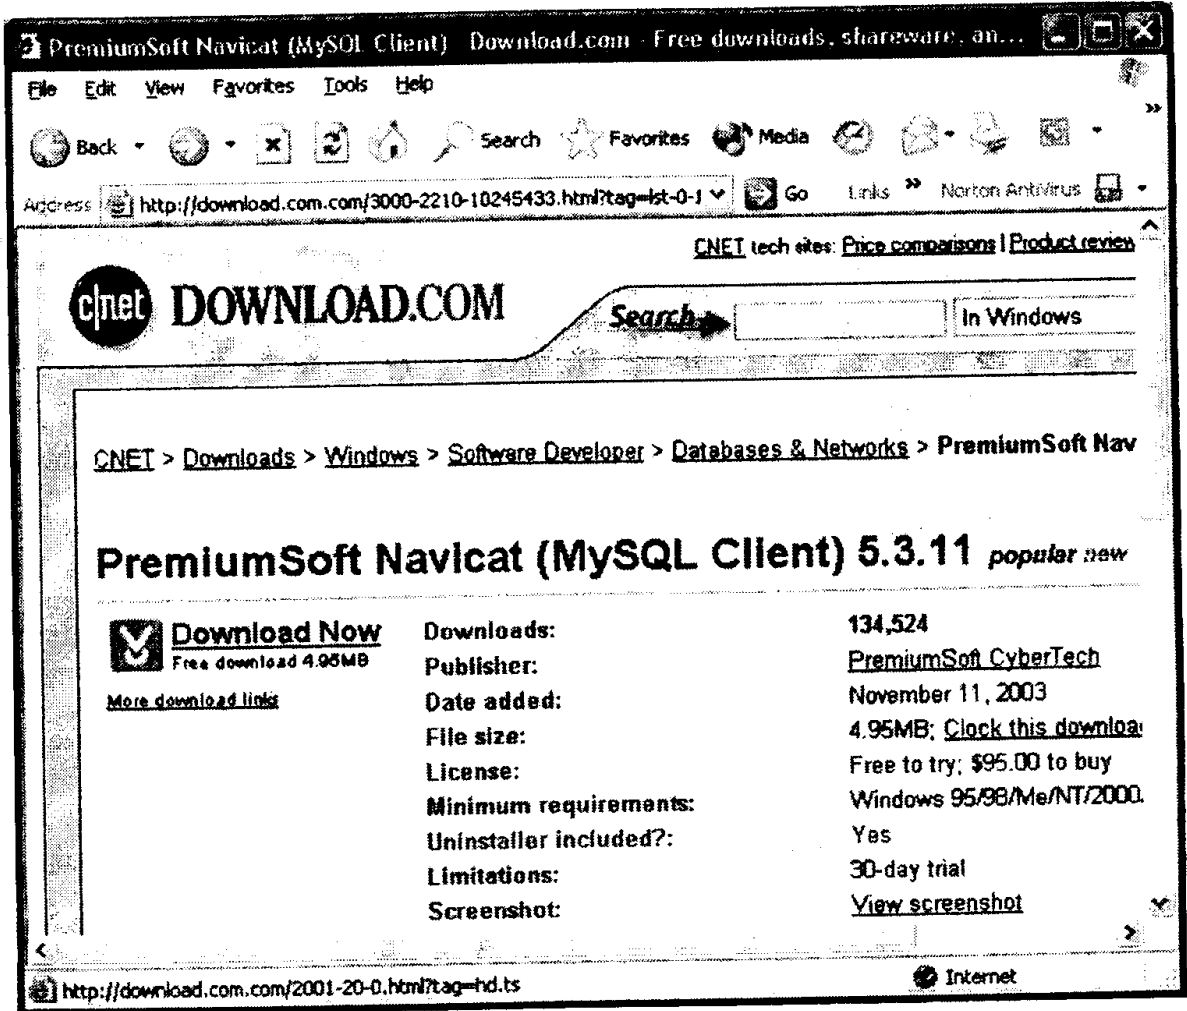 PremiumSoft Navicat (MySQL Client) Download.com - Free downloads, shareware, an...
File Edit View Favorites Tools Help
Back Search Favorites Media
Address http://download.com.com/3000-2210-10245433.html?tag=lst-0-1 Go Links Norton AntiVirus
CNET tech sites: Price comparisons | Product review
c|net DOWNLOAD.COM Search In Windows
CNET > Downloads > Windows > Software Developer > Databases & Networks > PremiumSoft Nav
PremiumSoft Navicat (MySQL Client) 5.3.11 popular new
Download Now
Free download 4.95MB
More download links
Downloads: 134,524
Publisher: PremiumSoft CyberTech
Date added: November 11, 2003
File size: 4.95MB; Clock this downloa
License: Free to try; $95.00 to buy
Minimum requirements: Windows 95/98/Me/NT/2000.
Uninstaller included?: Yes
Limitations: 30-day trial
Screenshot: View screenshot
http://download.com.com/2001-20-0.html?tag=hd.ts Internet